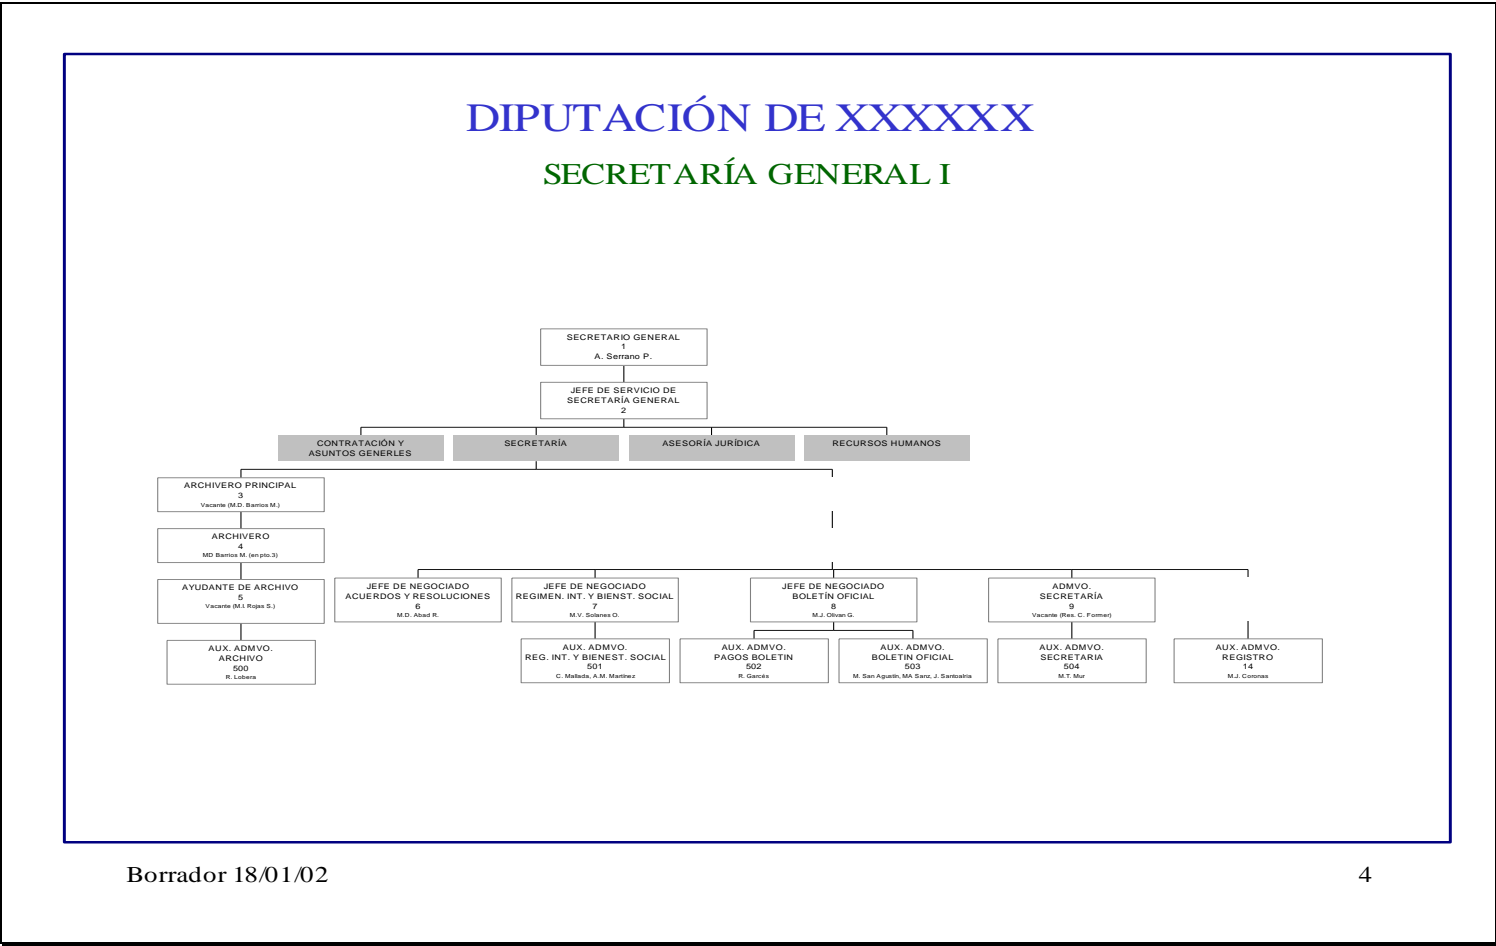 DIPUTACIÓN DE XXXXXX
SECRETARÍA GENERAL I
SECRETARIO GENERAL
1
A. Serrano P.
JEFE DE SERVICIO DE
SECRETARÍA GENERAL
2
CONTRATACIÓN Y
ASUNTOS GENERLES
SECRETARÍA
ASESORÍA JURÍDICA
RECURSOS HUMANOS
ARCHIVERO PRINCIPAL
3
Vacante (M.D. Barrios M.)
ARCHIVERO
4
MD Barrios M. (en pto.3)
AYUDANTE DE ARCHIVO
5
Vacante (M.I. Rojas S.)
JEFE DE NEGOCIADO
ACUERDOS Y RESOLUCIONES
6
M.D. Abad R.
JEFE DE NEGOCIADO
REGIMEN. INT. Y BIENST. SOCIAL
7
M.V. Solanes O.
JEFE DE NEGOCIADO
BOLETÍN OFICIAL
8
M.J. Olivan G.
ADMVO.
SECRETARÍA
9
Vacante (Res. C. Former)
AUX. ADMVO.
ARCHIVO
500
R. Lobera
AUX. ADMVO.
REG. INT. Y BIENEST. SOCIAL
501
C. Mallada, A.M. Martínez
AUX. ADMVO.
PAGOS BOLETIN
502
R. Garcés
AUX. ADMVO.
BOLETIN OFICIAL
503
M. San Agustín, MA Sanz, J. Santoalria
AUX. ADMVO.
SECRETARIA
504
M.T. Mur
AUX. ADMVO.
REGISTRO
14
M.J. Coronas
Borrador 18/01/02
4